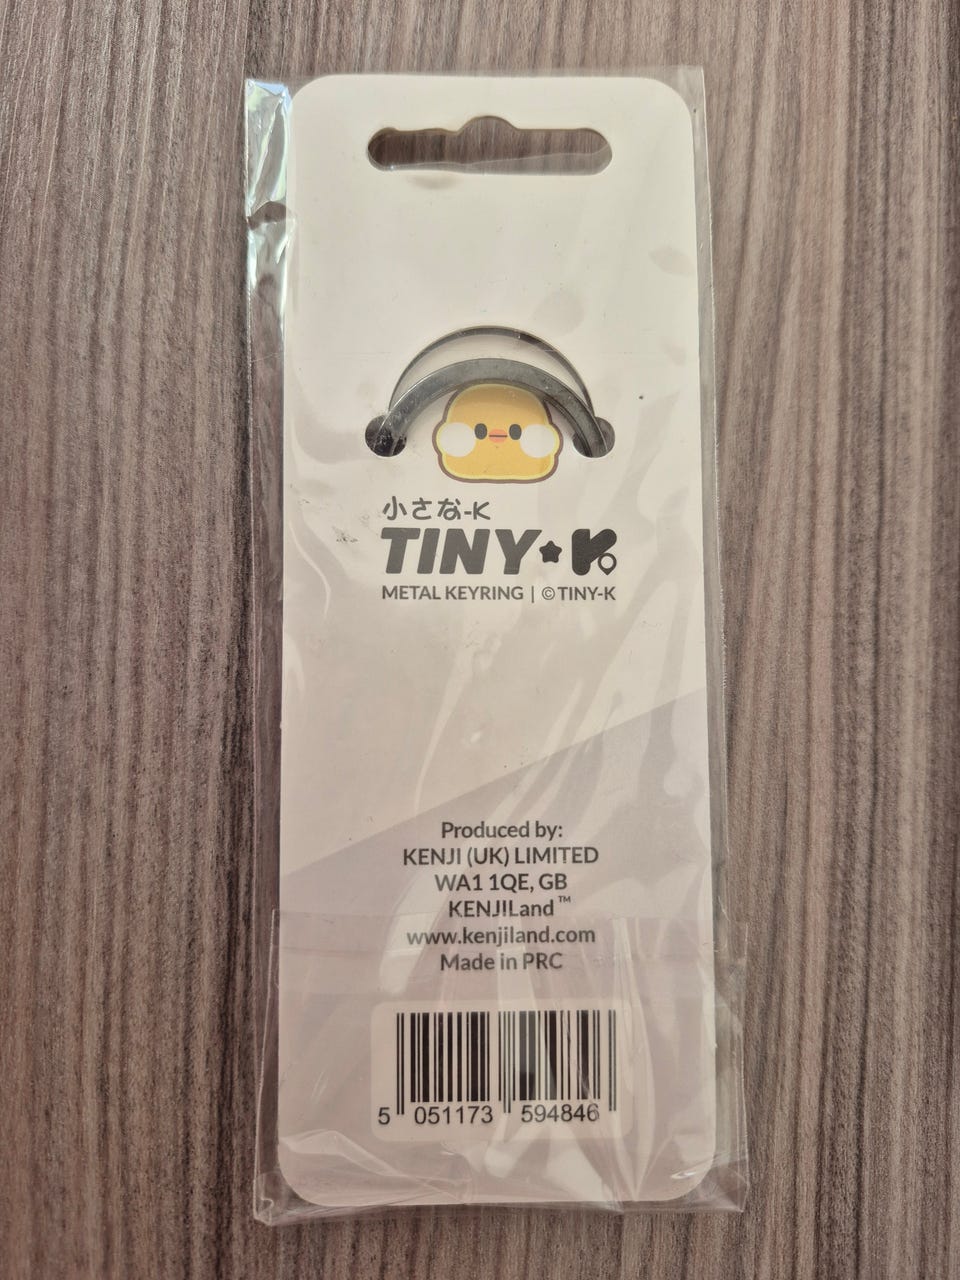 小さな-K
TINY★K
METAL KEYRING | ©TINY-K
Produced by:
KENJI (UK) LIMITED
WA1 1QE, GB
KENJILand™
www.kenjiland.com
Made in PRC
5 051173 594846